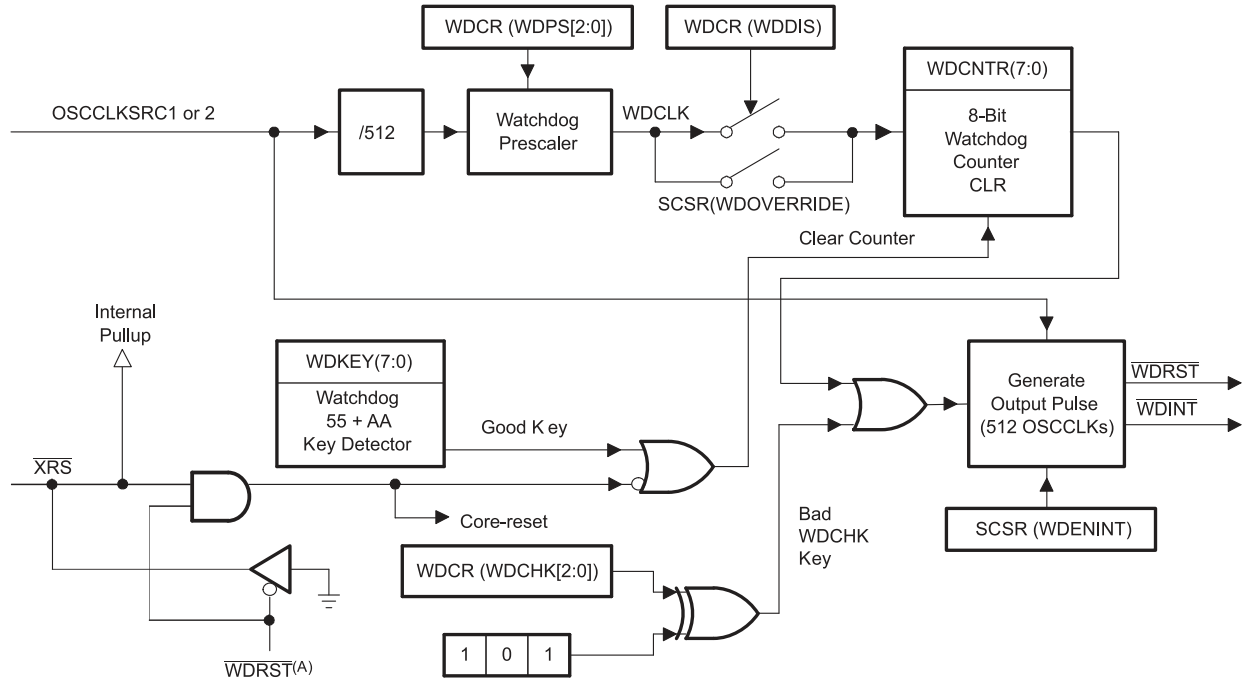 WDCR (WDPS[2:0])
WDCR (WDDIS)
WDCNTR(7:0)
OSCCLKSRC1 or 2
/512
Watchdog
Prescaler
WDCLK
8-Bit
Watchdog
Counter
CLR
SCSR(WDOVERRIDE)
Clear Counter
Internal
Pullup
WDKEY(7:0)
Watchdog
55 + AA
Key Detector
Good Key
Generate
Output Pulse
(512 OSCCLKs)
WDRST
WDINT
XRS
Core-reset
Bad
WDCHK
Key
SCSR (WDENINT)
WDCR (WDCHK[2:0])
1 0 1
WDRST(A)